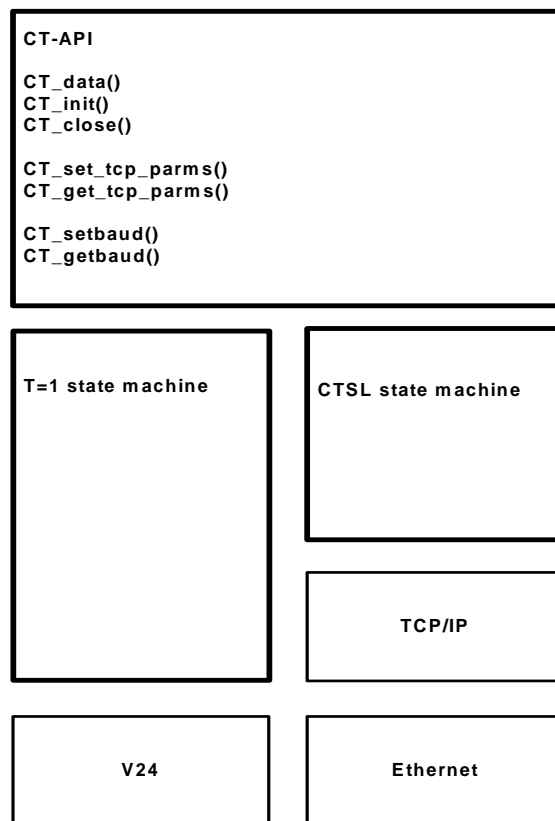 CT-API
CT_data()
CT_init()
CT_close()
CT_set_tcp_parms()
CT_get_tcp_parms()
CT_setbaud()
CT_getbaud()
T=1 state machine
CTSL state machine
TCP/IP
V24
Ethernet